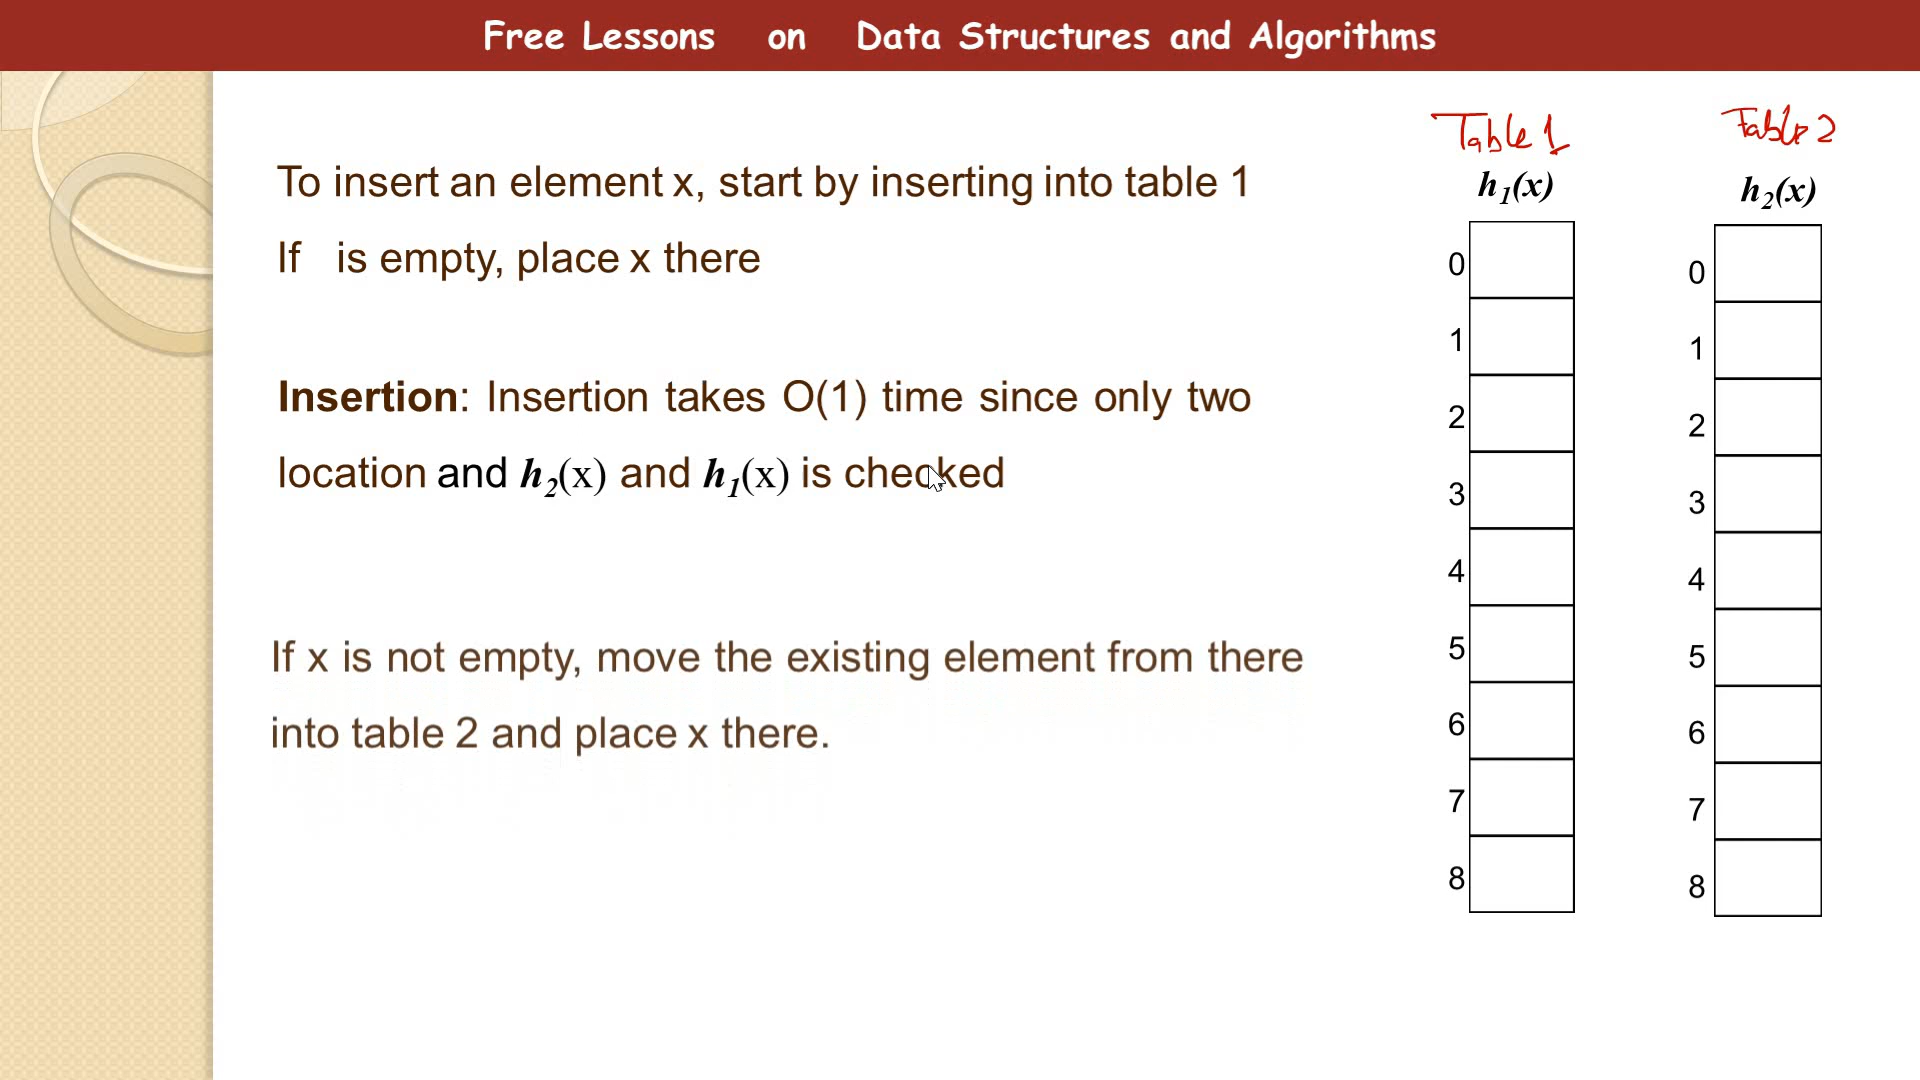 Free Lessons on Data Structures and Algorithms
To insert an element x, start by inserting into table 1
If is empty, place x there
Insertion: Insertion takes O(1) time since only two
location and h2(x) and h1(x) is checked
If x is not empty, move the existing element from there
into table 2 and place x there.
Table 1
h1(x)
0
1
2
3
4
5
6
7
8
Table 2
h2(x)
0
1
2
3
4
5
6
7
8